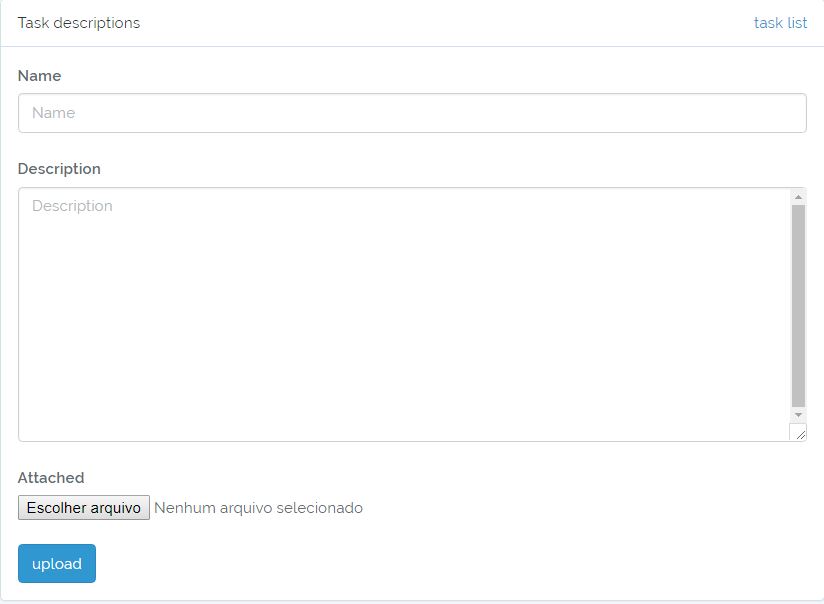 Task descriptions task list
Name
Name
Description
Description
Attached
Escolher arquivo Nenhum arquivo selecionado
upload